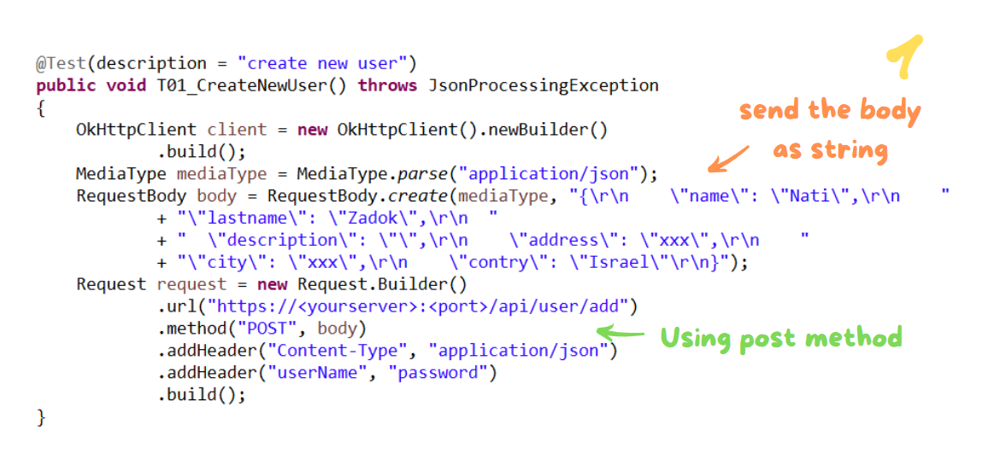 1
@Test(description = "create new user")
public void T01_CreateNewUser() throws JsonProcessingException
{
send the body
as string
    OkHttpClient client = new OkHttpClient().newBuilder()
            .build();
    MediaType mediaType = MediaType.parse("application/json");
    RequestBody body = RequestBody.create(mediaType, "{\r\n    \"name\": \"Nati\",\r\n    "
            + "\"lastname\": \"Zadok\",\r\n  "
            + "  \"description\": \"\",\r\n    \"address\": \"xxx\",\r\n    "
            + "\"city\": \"xxx\",\r\n    \"contry\": \"Israel\"\r\n}");
    Request request = new Request.Builder()
            .url("https://<yourserver>:<port>/api/user/add")
            .method("POST", body)
Using post method
            .addHeader("Content-Type", "application/json")
            .addHeader("userName", "password")
            .build();
}